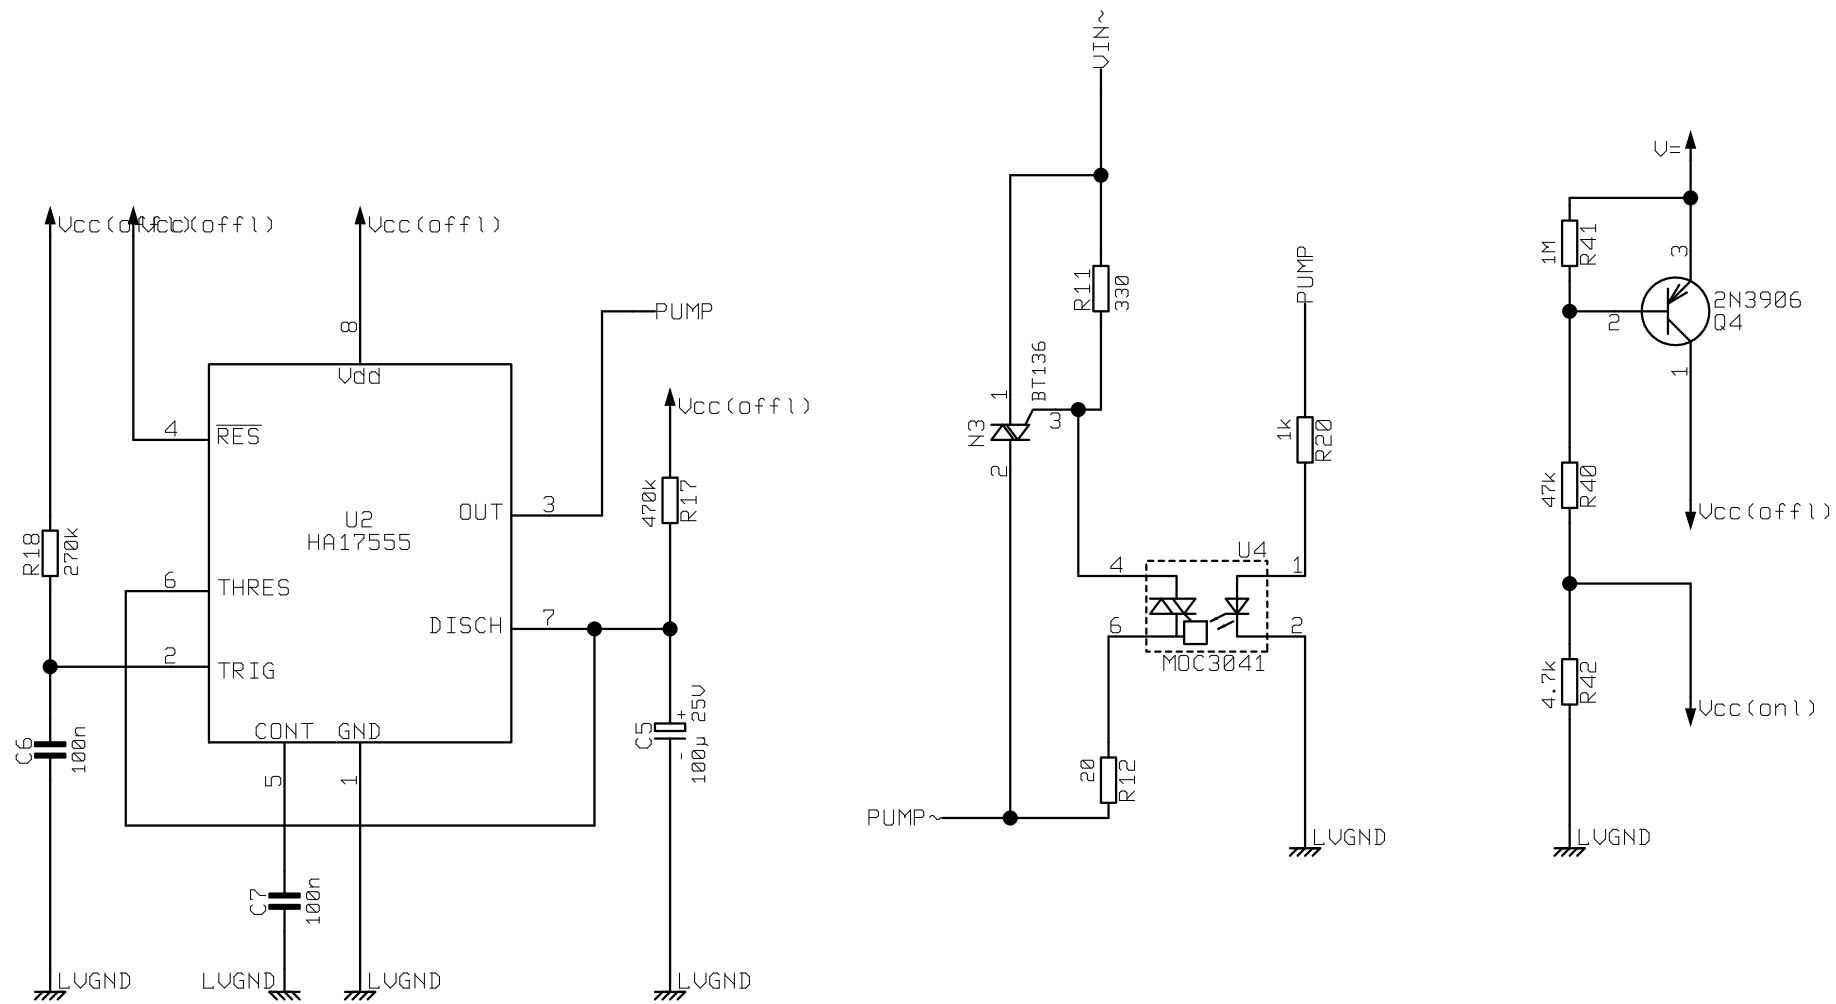 Vcc(offl)
Vcc(offl)
Vcc(offl)
8
Vdd
4
RES
U2
HA17555
OUT
3
PUMP
R18
270k
6
THRES
DISCH
7
2
TRIG
CONT
GND
5
1
C6
100n
C7
100n
Vcc(offl)
470k
R17
C5
+
-
100µ 25V
LVGND
LVGND
LVGND
LVGND
VIN~
R11
330
BT136
1
3
N3
2
PUMP
1k
R20
U4
4
1
6
2
MOC3041
20
R12
PUMP~
LVGND
V=
1M
R41
3
2
2N3906
Q4
1
47k
R40
Vcc(offl)
4.7k
R42
Vcc(onl)
LVGND